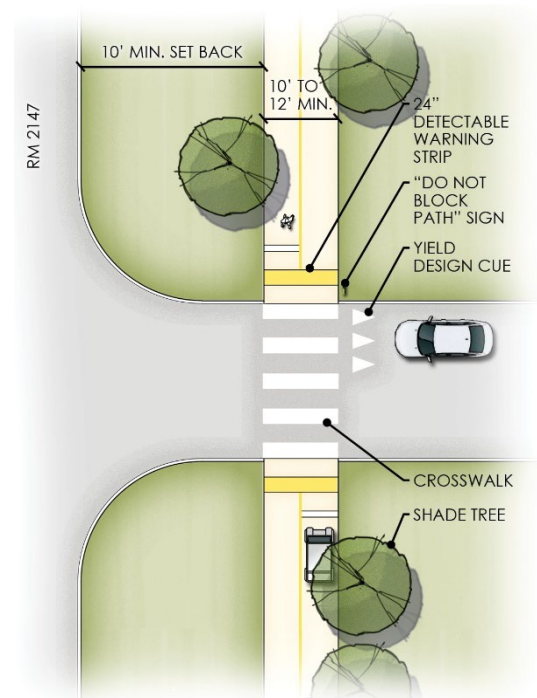 10’ MIN. SET BACK
10’ TO
12’ MIN.
RM 2147
24”
DETECTABLE
WARNING
STRIP
“DO NOT
BLOCK
PATH” SIGN
YIELD
DESIGN CUE
CROSSWALK
SHADE TREE